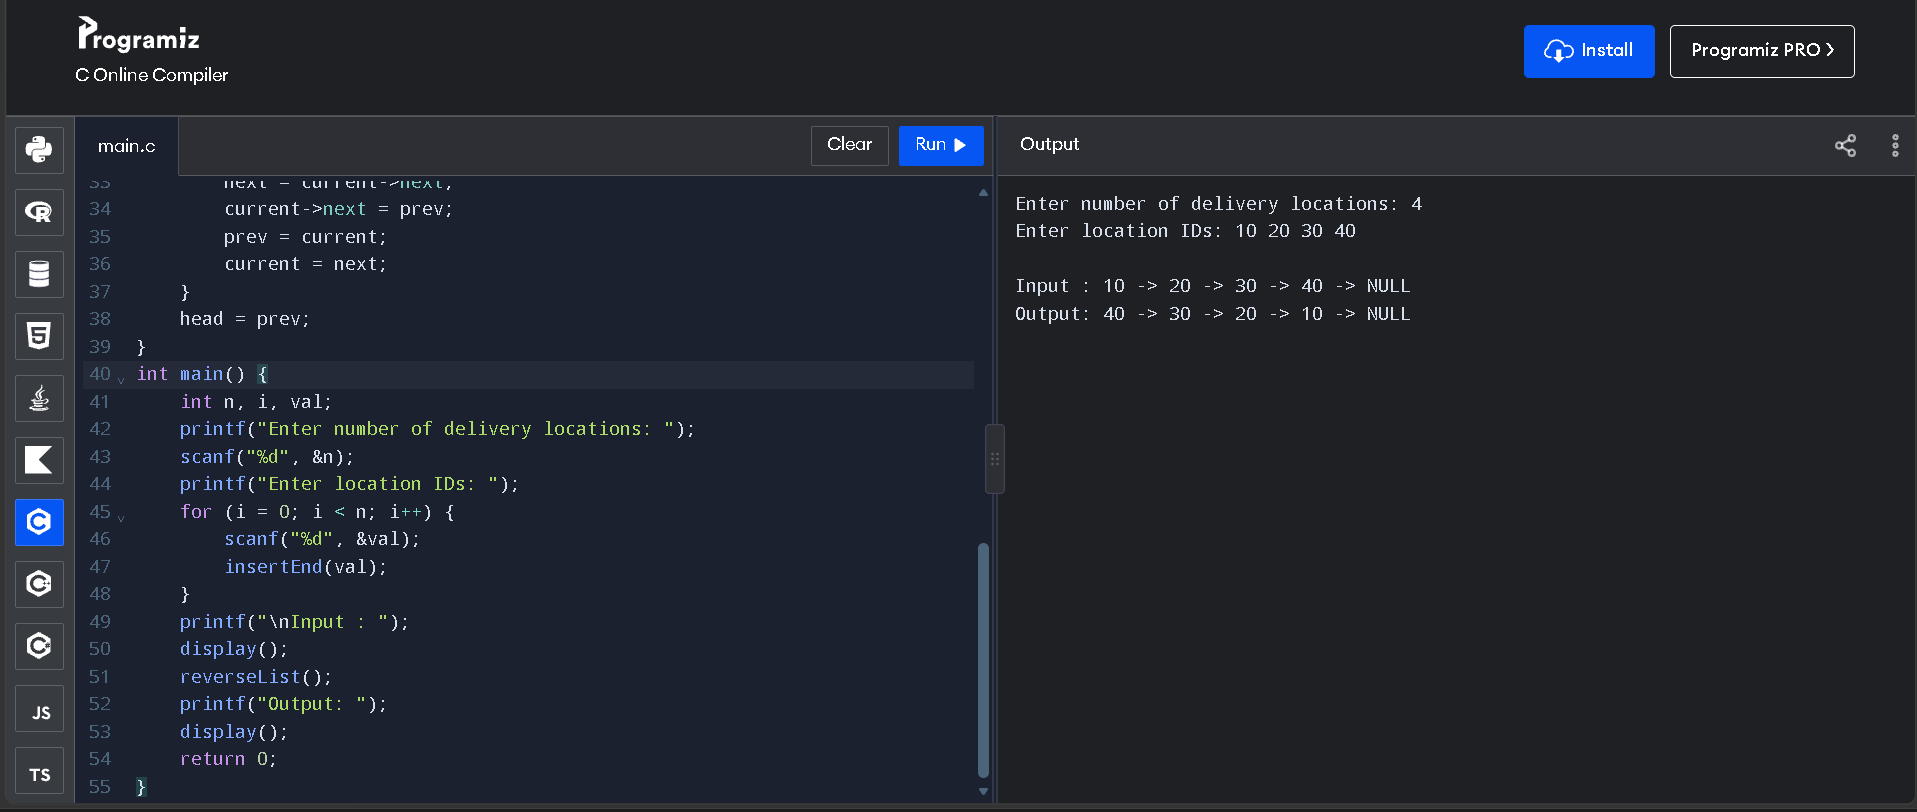 Programiz
C Online Compiler
Install
Programiz PRO
main.c
Clear
Run
Output
33 next = current->next;
34 current->next = prev;
35 prev = current;
36 current = next;
37 }
38 head = prev;
39 }
40 int main() {
41 int n, i, val;
42 printf("Enter number of delivery locations: ");
43 scanf("%d", &n);
44 printf("Enter location IDs: ");
45 for (i = 0; i < n; i++) {
46 scanf("%d", &val);
47 insertEnd(val);
48 }
49 printf("\nInput : ");
50 display();
51 reverseList();
52 printf("Output: ");
53 display();
54 return 0;
55 }
JS
TS
Enter number of delivery locations: 4
Enter location IDs: 10 20 30 40
Input : 10 -> 20 -> 30 -> 40 -> NULL
Output: 40 -> 30 -> 20 -> 10 -> NULL